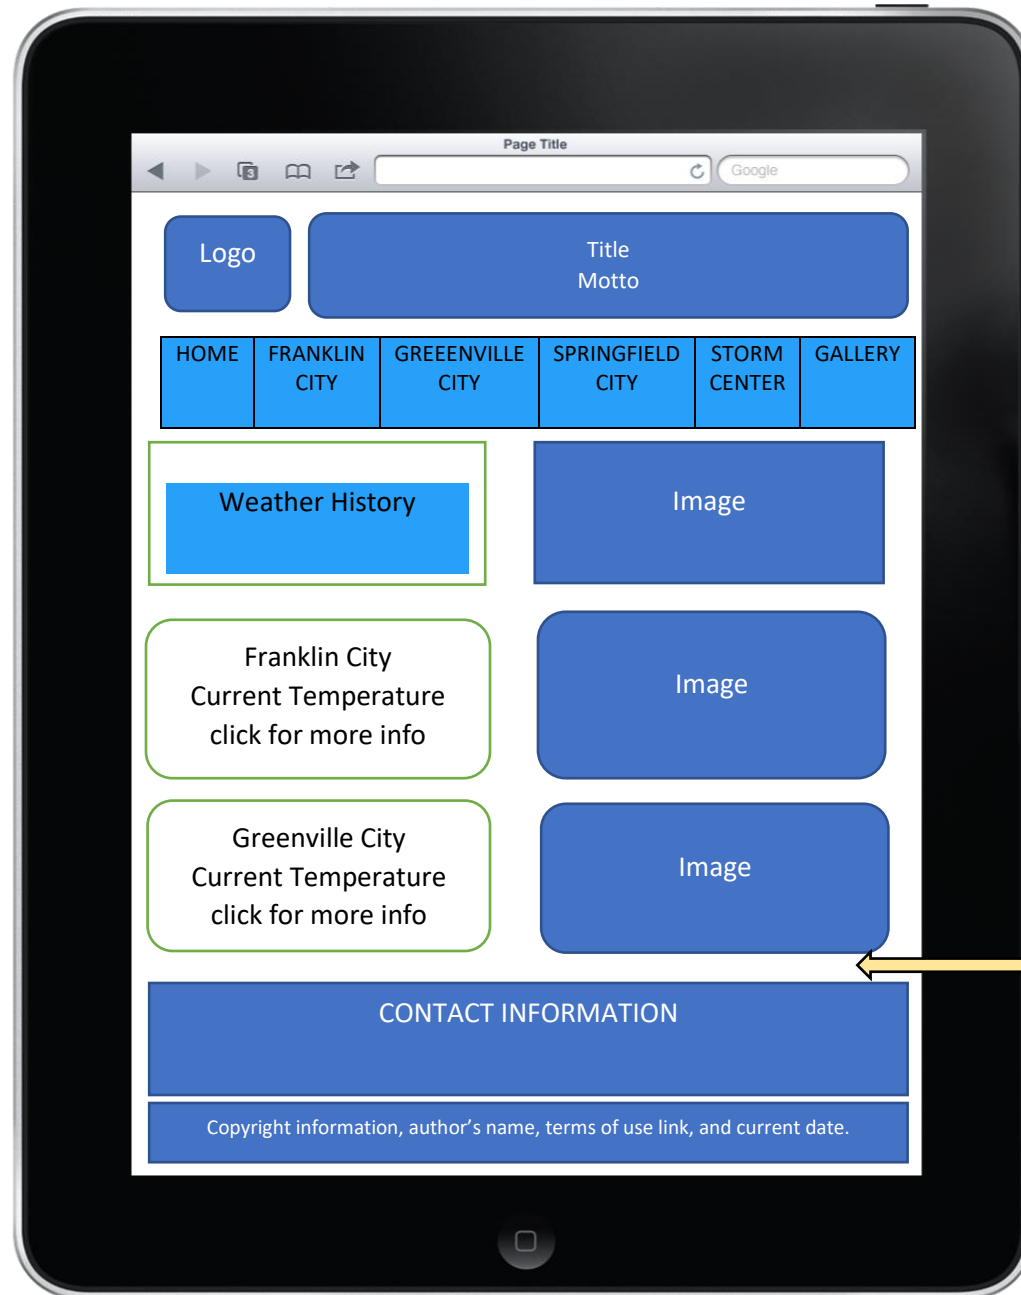 Page Title
3
Google
Logo
Title
Motto
HOME
FRANKLIN
CITY
GREEENVILLE
CITY
SPRINGFIELD
CITY
STORM
CENTER
GALLERY
Weather History
Image
Franklin City
Current Temperature
click for more info
Image
Greenville City
Current Temperature
click for more info
Image
CONTACT INFORMATION
Copyright information, author’s name, terms of use link, and current date.